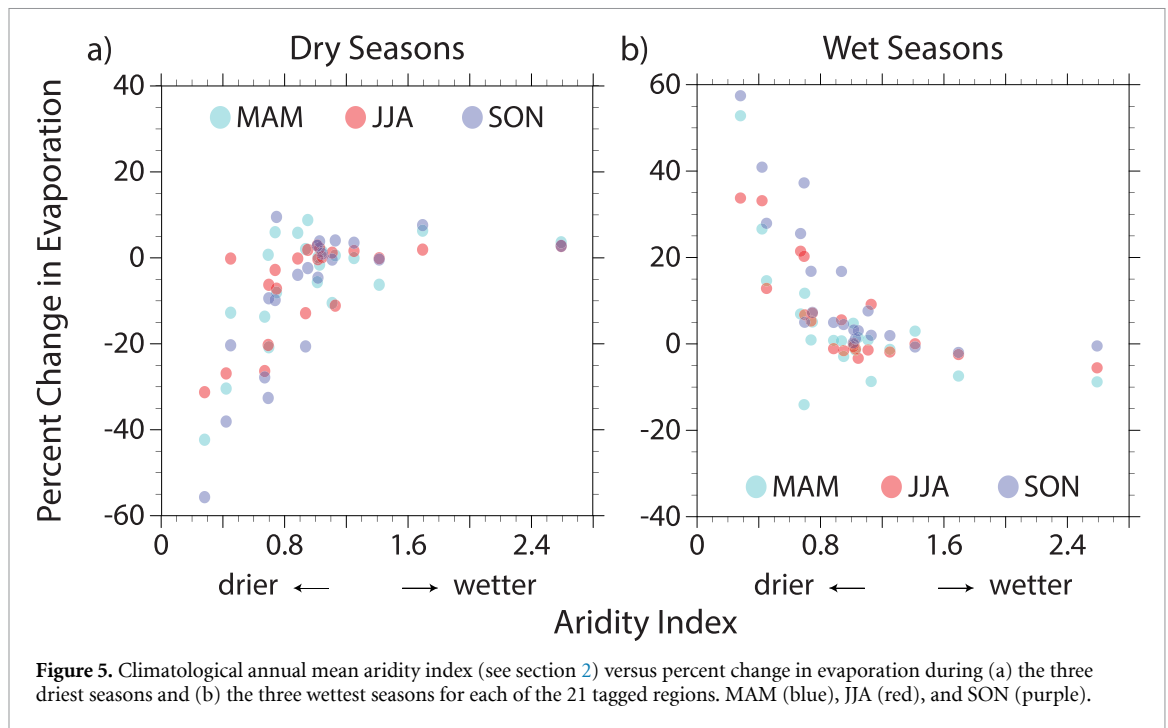 a) Dry Seasons
b) Wet Seasons
Percent Change in Evaporation
40
20
0
-20
-40
-60
MAM JJA SON
0 0.8 1.6 2.4
drier ← → wetter
60
40
20
0
-20
-40
MAM JJA SON
0 0.8 1.6 2.4
drier ← → wetter
Aridity Index
Figure 5. Climatological annual mean aridity index (see section 2) versus percent change in evaporation during (a) the three
driest seasons and (b) the three wettest seasons for each of the 21 tagged regions. MAM (blue), JJA (red), and SON (purple).